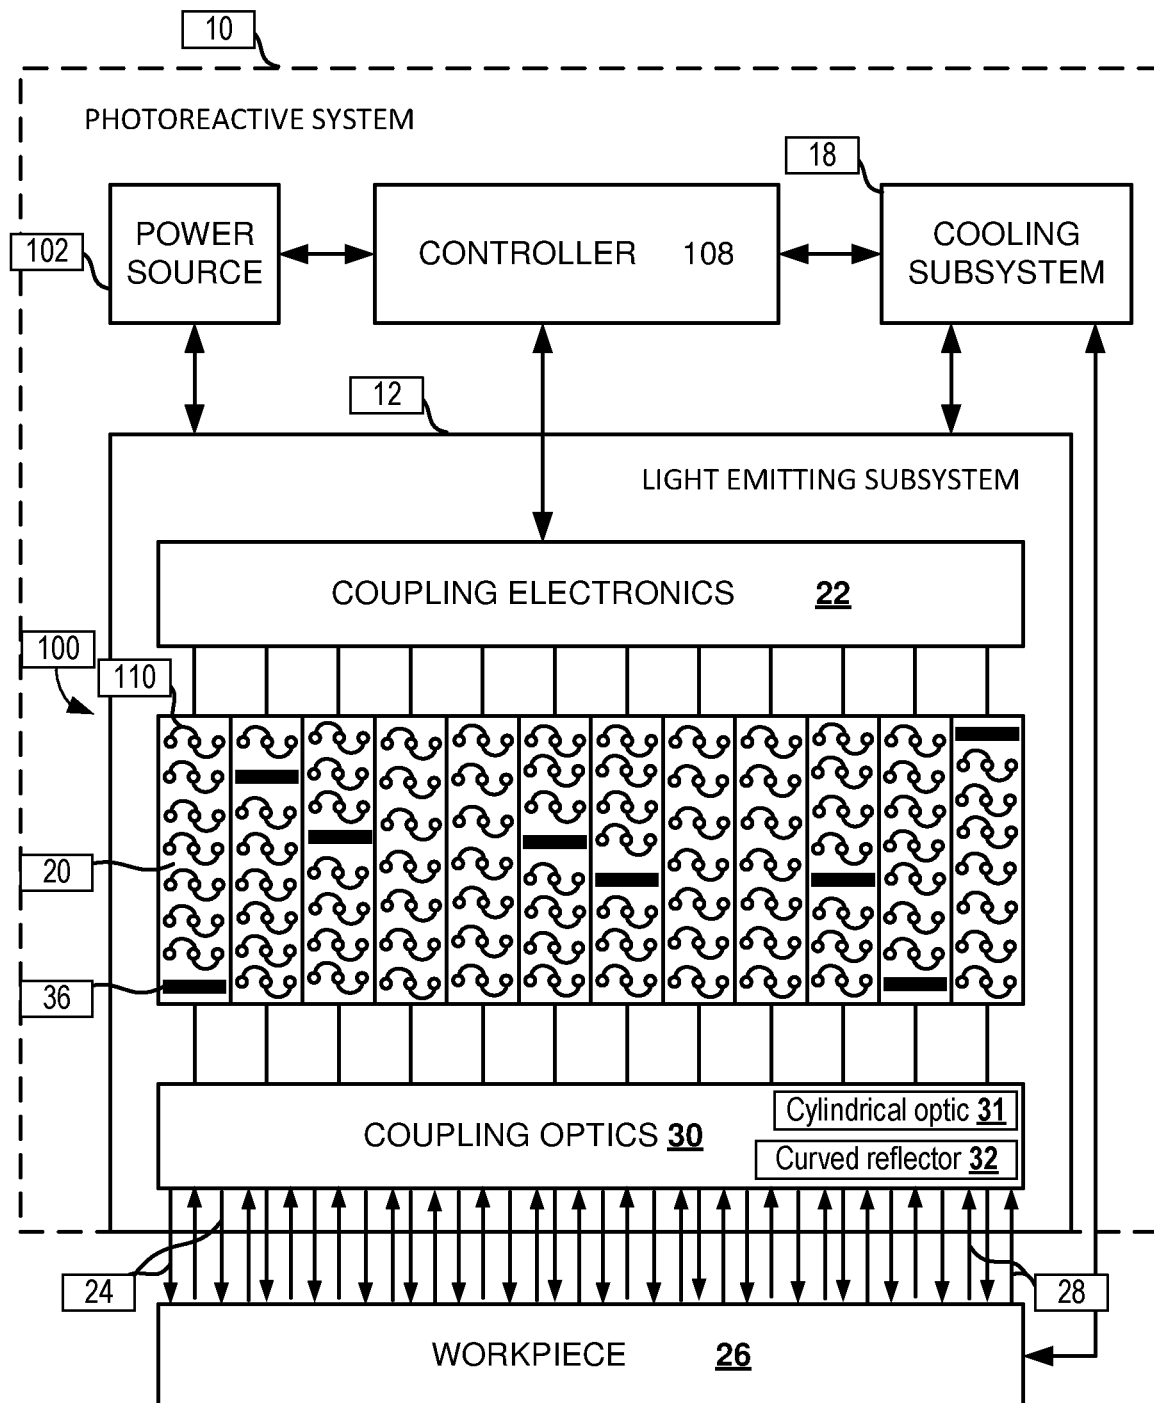 10
PHOTOREACTIVE SYSTEM
18
102
POWER
SOURCE
CONTROLLER 108
COOLING
SUBSYSTEM
12
LIGHT EMITTING SUBSYSTEM
COUPLING ELECTRONICS 22
100
110
20
36
COUPLING OPTICS 30
Cylindrical optic 31
Curved reflector 32
24
28
WORKPIECE 26